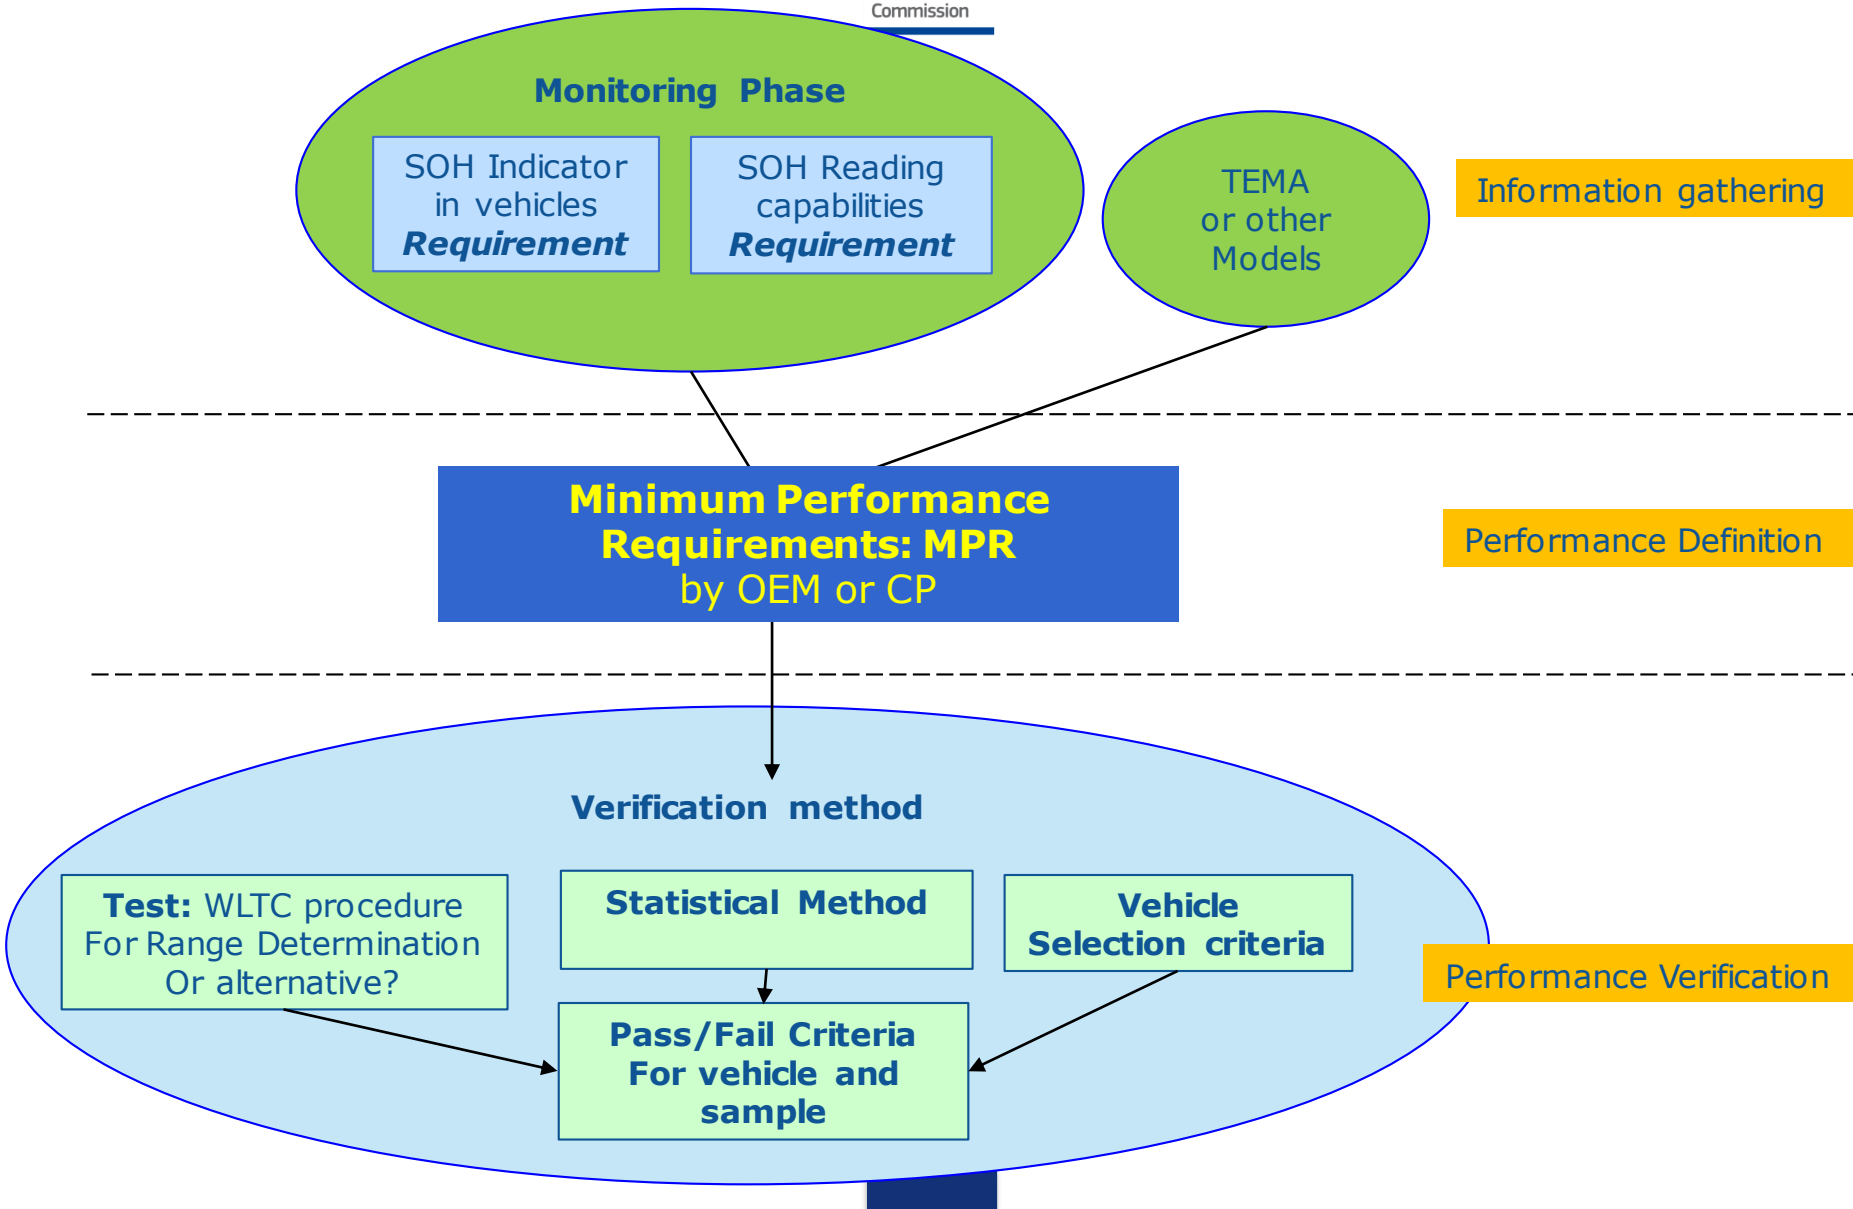 Commission
Monitoring Phase
SOH Indicator
in vehicles
Requirement
SOH Reading
capabilities
Requirement
TEMA
or other
Models
Information gathering
Minimum Performance
Requirements: MPR
by OEM or CP
Performance Definition
Verification method
Test: WLTC procedure
For Range Determination
Or alternative?
Statistical Method
Vehicle
Selection criteria
Performance Verification
Pass/Fail Criteria
For vehicle and
sample